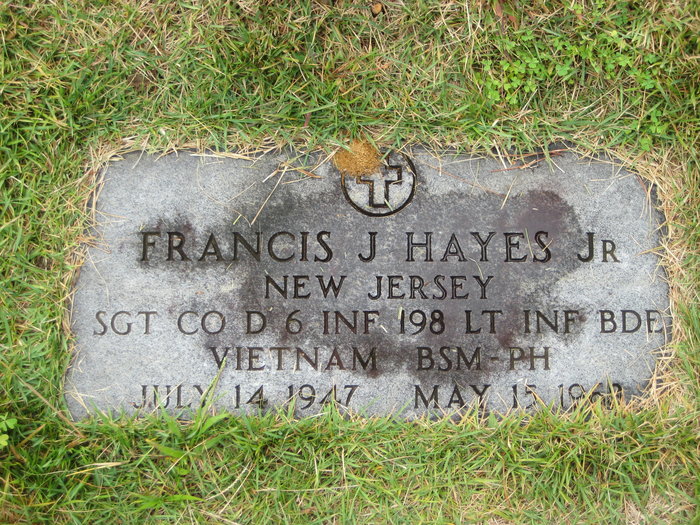 FRANCIS J HAYES JR
NEW JERSEY
SGT CO D 6 INF 198 LT INF BDE
VIETNAM BSM-PH
JULY 14 1947 MAY 15 1968